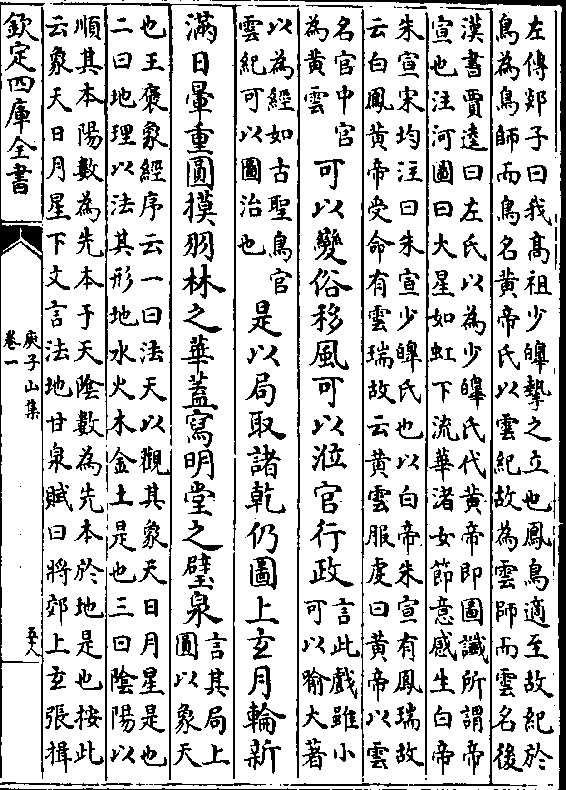 左傳郯子曰我高祖少皡摯之立也鳳鳥適至故紀於
鳥為鳥師而鳥名黄帝氏以雲紀故為雲師而雲名後
漢書賈逵曰左氏以為少皡氏代黄帝即圖讖所謂帝
宣也注河圖曰大星如虹下流華渚女節意感生白帝
朱宣宋均注曰朱宣少皡氏也以白帝朱宣有鳳瑞故
云白鳳黄帝受命有雲瑞故云黄雲服虔曰黄帝以雲
名官中官
為黄雲
可以變俗移風可以涖官行政
言此戲雖小
可以喻大著
以為經如古聖鳥官
雲紀可以圖治也
是以局取諸乾仍圖上玄月輪新
滿日暈重圓摸羽林之華蓋寫明堂之璧泉
言其局上
圓以象天
也王褒象經序云一曰法天以觀其象天日月星是也
二曰地理以法其形地水火木金土是也三曰陰陽以
順其本陽數為先本于天陰數為先本於地是也按此
云象天日月星下文言法地甘泉賦曰將郊上玄張揖
欽定四庫全書
庾子山集
卷一
五八